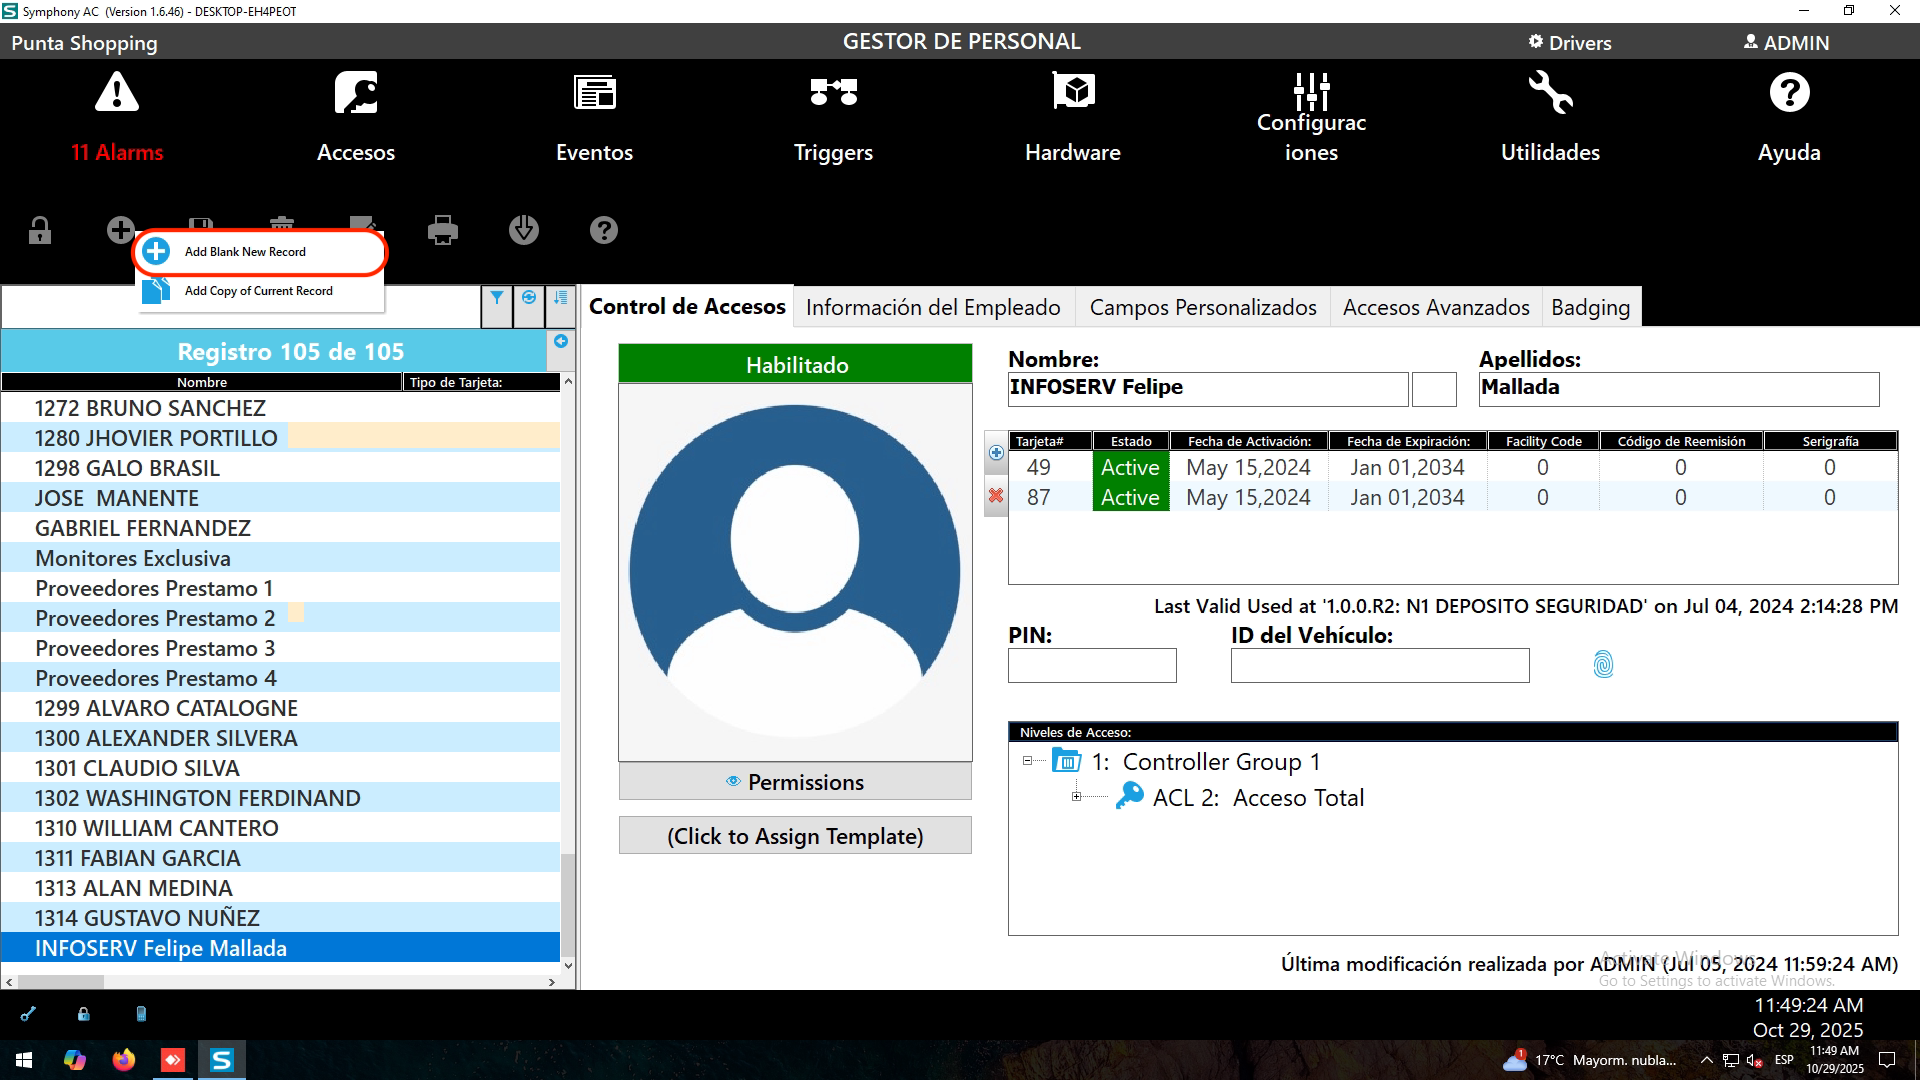 Symphony AC (Version 1.6.46) - DESKTOP-EH4PEOT
Punta Shopping
GESTOR DE PERSONAL
Drivers
ADMIN
11 Alarms
Accesos
Eventos
Triggers
Hardware
Configurac
iones
Utilidades
Ayuda
Add Blank New Record
Add Copy of Current Record
Control de Accesos
Información del Empleado
Campos Personalizados
Accesos Avanzados
Badging
Registro 105 de 105
Nombre
Tipo de Tarjeta:
1272 BRUNO SANCHEZ
1280 JHOVIER PORTILLO
1298 GALO BRASIL
JOSE  MANENTE
GABRIEL FERNANDEZ
Monitores Exclusiva
Proveedores Prestamo 1
Proveedores Prestamo 2
Proveedores Prestamo 3
Proveedores Prestamo 4
1299 ALVARO CATALOGNE
1300 ALEXANDER SILVERA
1301 CLAUDIO SILVA
1302 WASHINGTON FERDINAND
1310 WILLIAM CANTERO
1311 FABIAN GARCIA
1313 ALAN MEDINA
1314 GUSTAVO NUÑEZ
INFOSERV Felipe Mallada
Habilitado
Permissions
(Click to Assign Template)
Nombre:
INFOSERV Felipe
Apellidos:
Mallada
Tarjeta# Estado Fecha de Activación: Fecha de Expiración: Facility Code Código de Reemisión Serigrafía
49 Active May 15,2024 Jan 01,2034 0 0 0
87 Active May 15,2024 Jan 01,2034 0 0 0
Last Valid Used at '1.0.0.R2: N1 DEPOSITO SEGURIDAD' on Jul 04, 2024 2:14:28 PM
PIN:
ID del Vehículo:
Niveles de Acceso:
1: Controller Group 1
ACL 2: Acceso Total
Última modificación realizada por ADMIN (Jul 05, 2024 11:59:24 AM)
Activate Windows
Go to Settings to activate Windows.
11:49:24 AM
Oct 29, 2025
1
17°C Mayorm. nubla...
ESP
11:49 AM
10/29/2025